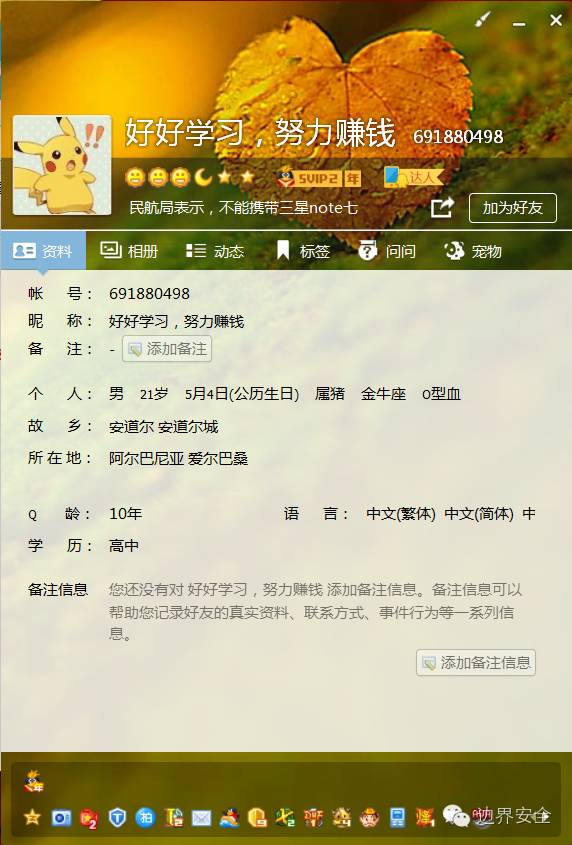 好好学习，努力赚钱 691880498
SVIP2 年 达人
民航局表示，不能携带三星note七
加为好友
资料 相册 动态 标签 问问 宠物
帐 号： 691880498
昵 称： 好好学习，努力赚钱
备 注： - 添加备注
个 人： 男 21岁 5月4日(公历生日) 属猪 金牛座 O型血
故 乡： 安道尔 安道尔城
所在地： 阿尔巴尼亚 爱尔巴桑
Q 龄： 10年 语 言： 中文(繁体) 中文(简体) 中
学 历： 高中
备注信息 您还没有对 好好学习，努力赚钱 添加备注信息。备注信息可以
帮助您记录好友的真实资料、联系方式、事件行为等一系列信
息。
添加备注信息
年
边界安全